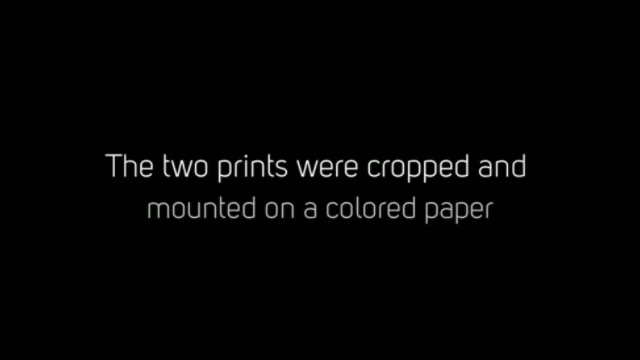 The two prints were cropped and
mounted on a colored paper